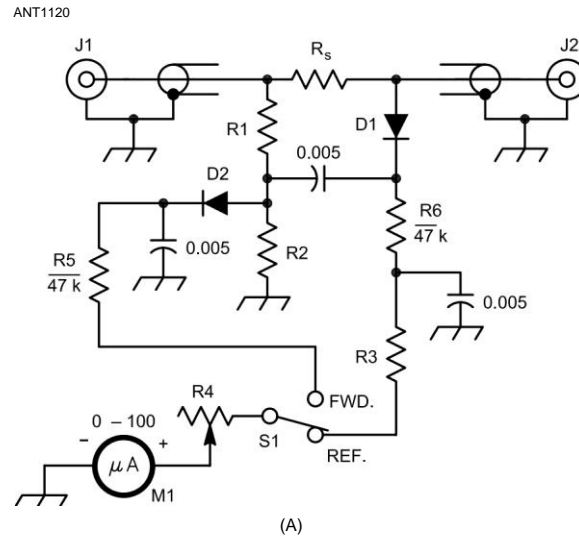 ANT1120
J1
J2
Rs
R1
D1
0.005
D2
R6
47 k
R5
47 k
0.005
R2
0.005
R3
FWD.
R4
0 – 100
– +
S1
REF.
μA
M1
(A)